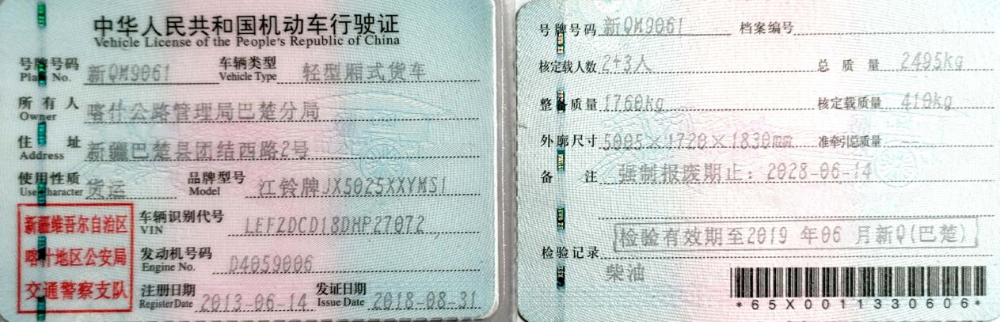 中华人民共和国机动车行驶证
Vehicle License of the People's Republic of China
号牌号码 新QM9061 车辆类型 轻型厢式货车
Plate No. Vehicle Type
所有人 喀什公路管理局巴楚分局
Owner
住址 新疆巴楚县团结西路2号
Address
使用性质 货运 品牌型号 江铃牌JX5025XXYMS1
Use Character Model
新疆维吾尔自治区
喀什地区公安局
交通警察支队
车辆识别代号 LEFZDCD18DHP27072
VIN
发动机号码 D4059006
Engine No.
注册日期 2013-06-14 发证日期 2018-08-31
Register Date Issue Date
号牌号码 新QM9061 档案编号
核定载人数 2+3人 总质量 2495kg
整备质量 1760kg 核定载质量 410kg
外廓尺寸 5005×1720×1830mm 准牵引总质量 --
备注 强制报废期止：2028-06-14
检验有效期至2019 年06 月新Q(巴楚)
检验记录
柴油
*65X0011330606*